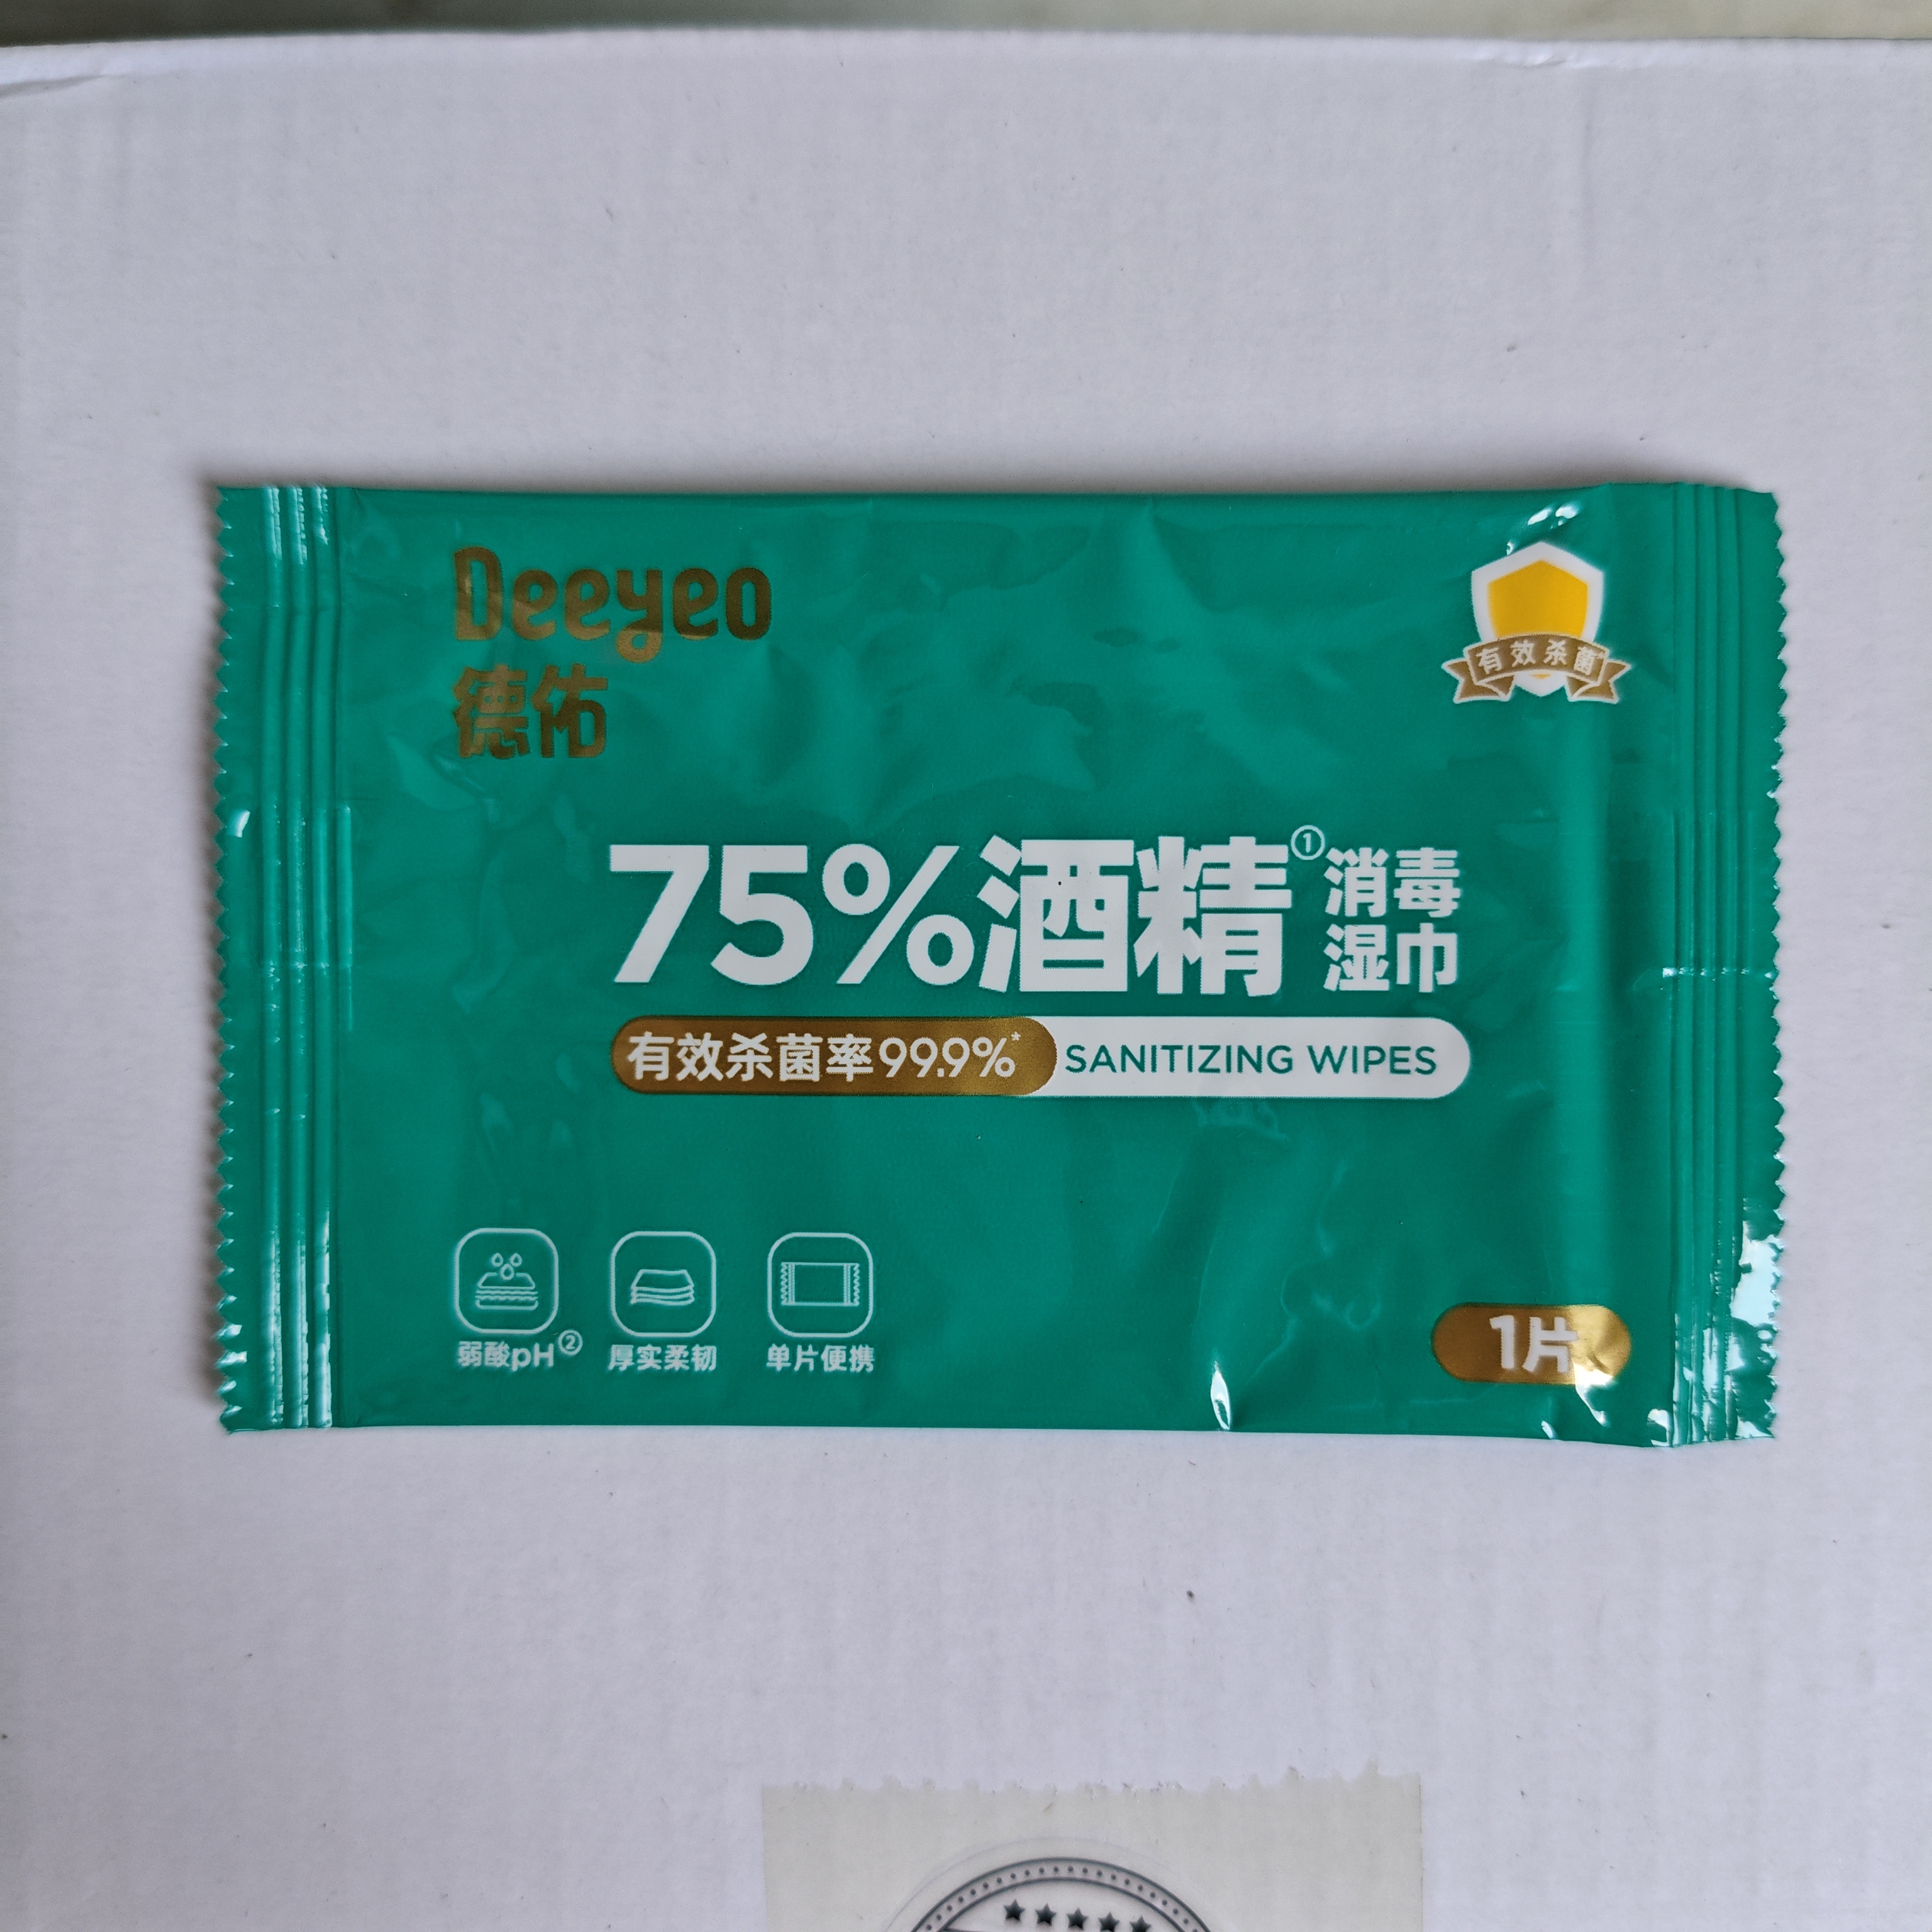 Deeyeo
德佑
有效杀菌
75%酒精①消毒湿巾
有效杀菌率99.9%* SANITIZING WIPES
弱酸pH② 厚实柔韧 单片便携
1片